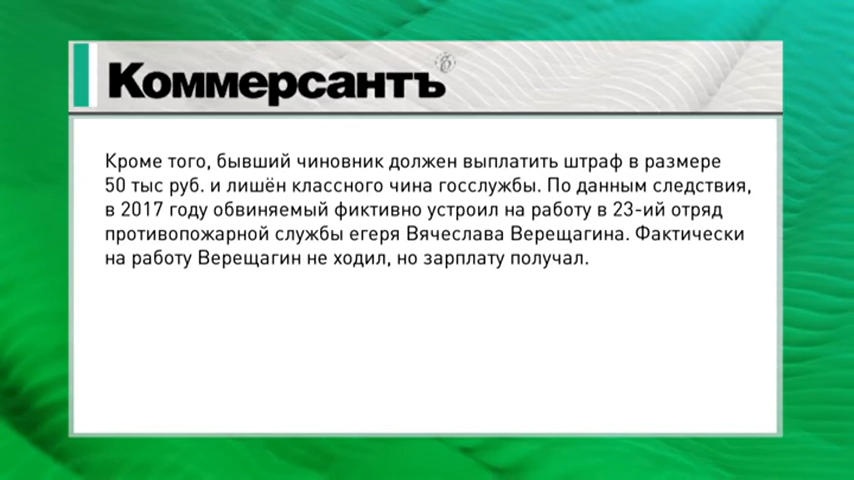 Коммерсантъ
Кроме того, бывший чиновник должен выплатить штраф в размере
50 тыс руб. и лишён классного чина госслужбы. По данным следствия,
в 2017 году обвиняемый фиктивно устроил на работу в 23-ий отряд
противопожарной службы егеря Вячеслава Верещагина. Фактически
на работу Верещагин не ходил, но зарплату получал.